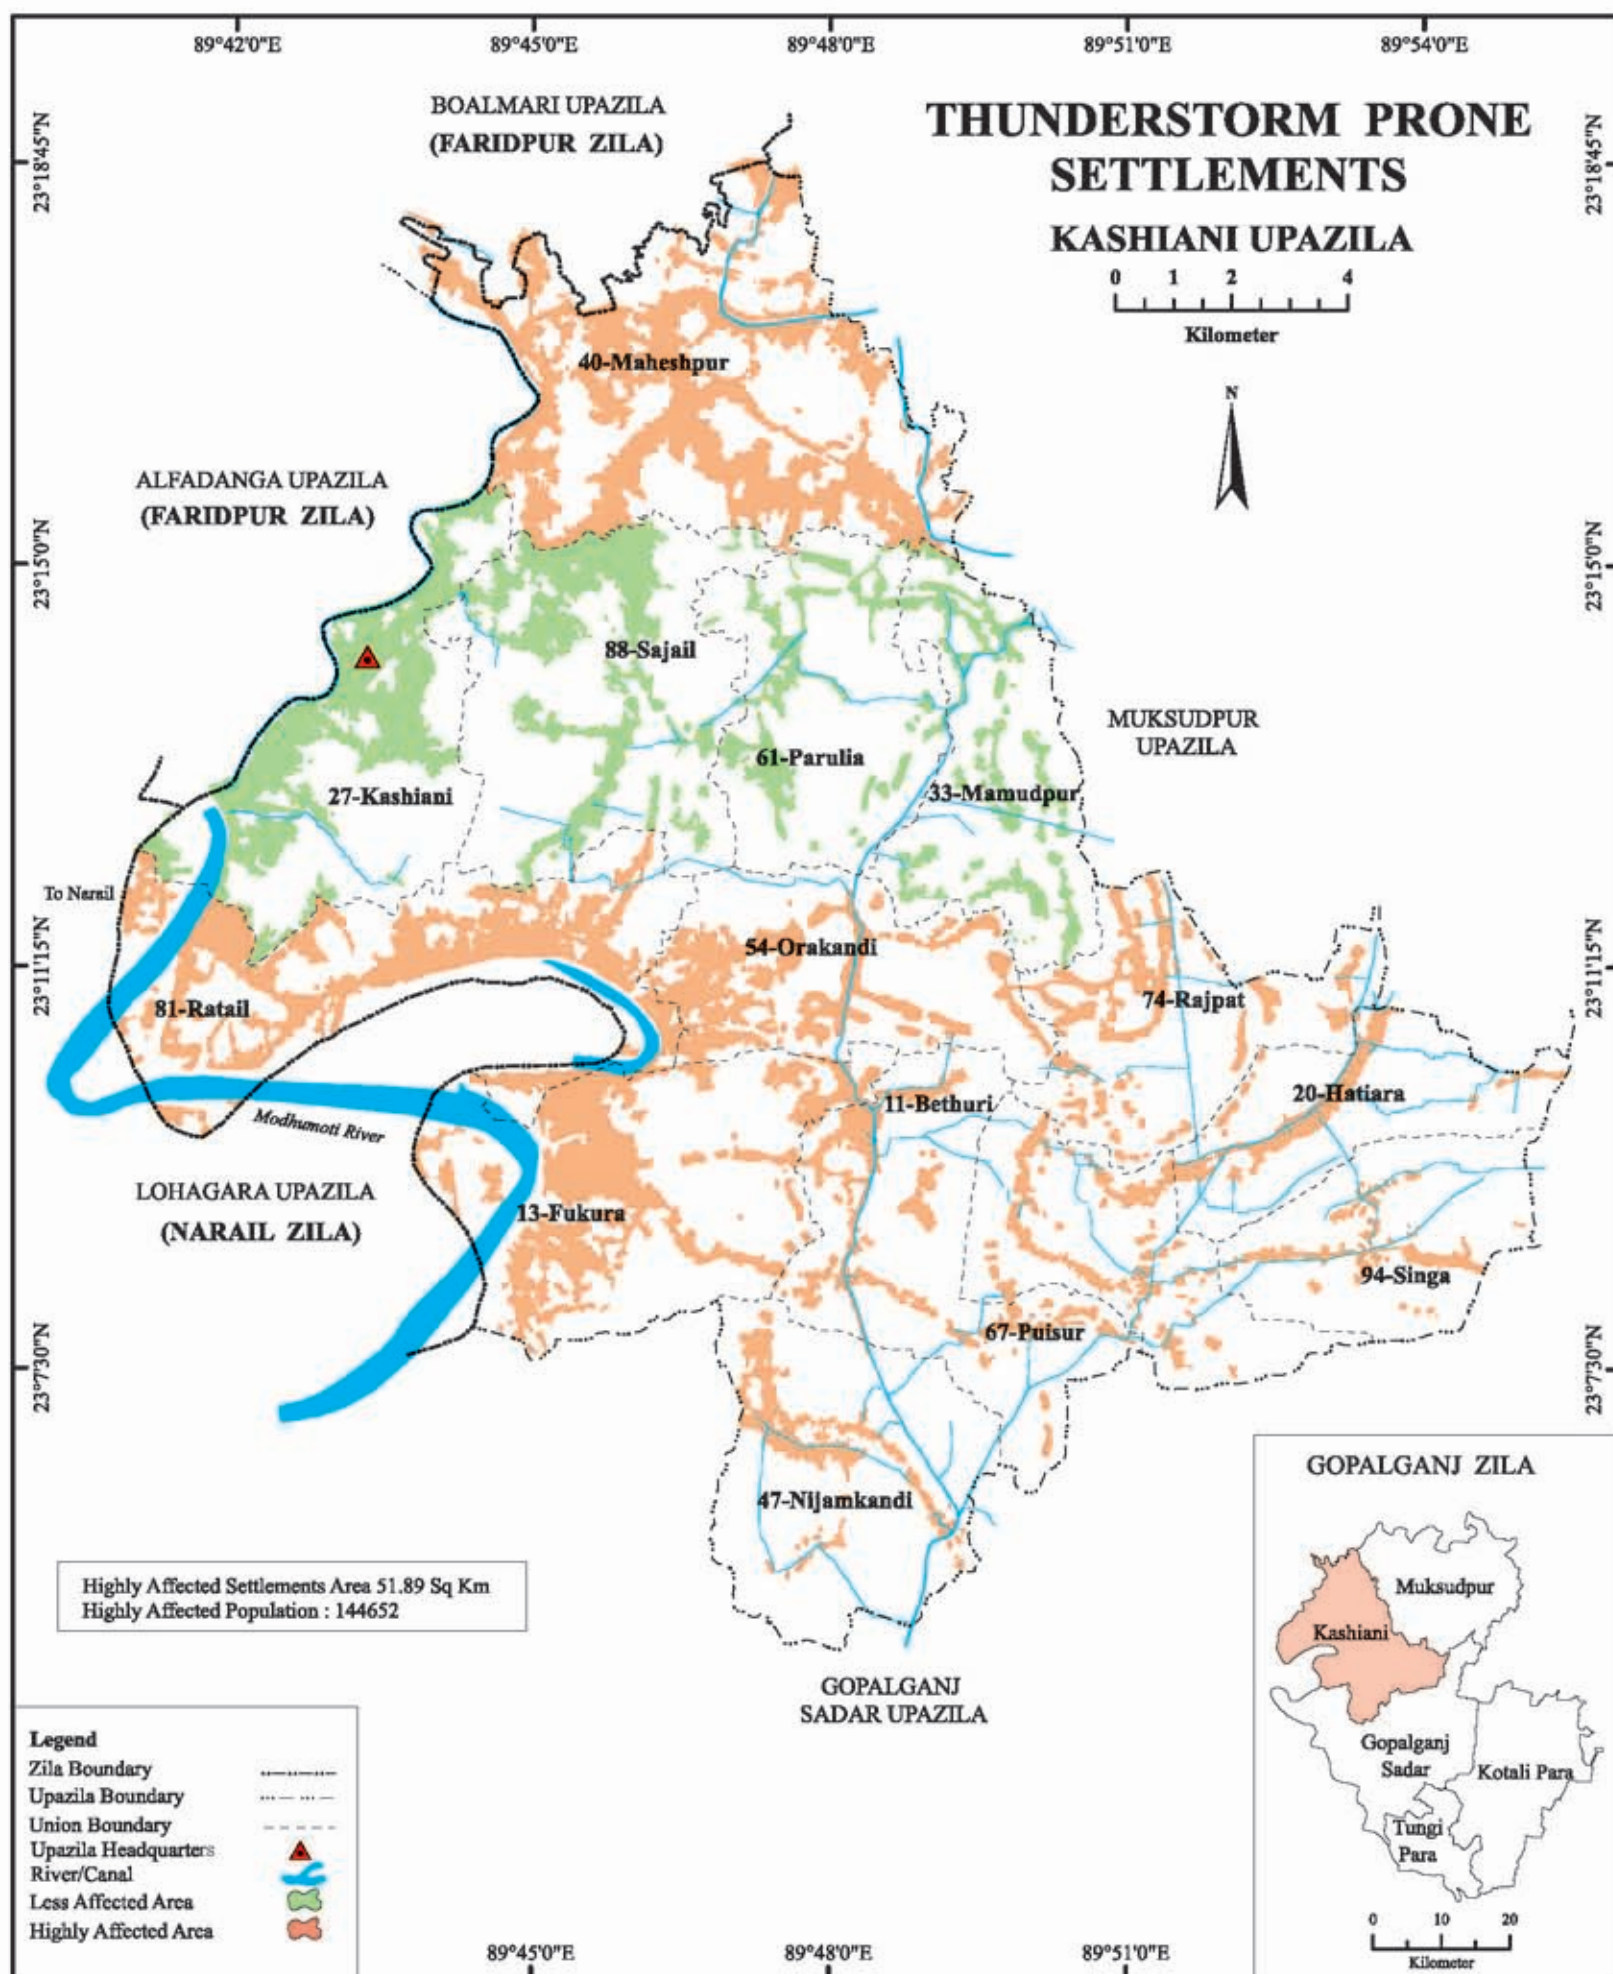 89°42'0"E
89°45'0"E
89°48'0"E
89°51'0"E
89°54'0"E
23°18'45"N
23°15'0"N
23°11'15"N
23°7'30"N
23°18'45"N
23°15'0"N
23°11'15"N
23°7'30"N
THUNDERSTORM PRONE
SETTLEMENTS
KASHIANI UPAZILA
0 1 2 4
Kilometer
N
BOALMARI UPAZILA
(FARIDPUR ZILA)
40-Maheshpur
ALFADANGA UPAZILA
(FARIDPUR ZILA)
88-Sajail
MUKSUDPUR
UPAZILA
61-Parulia
27-Kashiani
33-Mamudpur
To Narail
54-Orakandi
81-Ratail
74-Rajpat
11-Bethuri
20-Hatiara
Modhumoti River
LOHAGARA UPAZILA
(NARAIL ZILA)
13-Fukura
94-Singa
67-Puisur
47-Nijamkandi
Highly Affected Settlements Area 51.89 Sq Km
Highly Affected Population : 144652
GOPALGANJ
SADAR UPAZILA
Legend
Zila Boundary
Upazila Boundary
Union Boundary
Upazila Headquarters
River/Canal
Less Affected Area
Highly Affected Area
GOPALGANJ ZILA
Muksudpur
Kashiani
Gopalganj
Sadar
Kotali Para
Tungi
Para
0 10 20
Kilometer
89°45'0"E
89°48'0"E
89°51'0"E